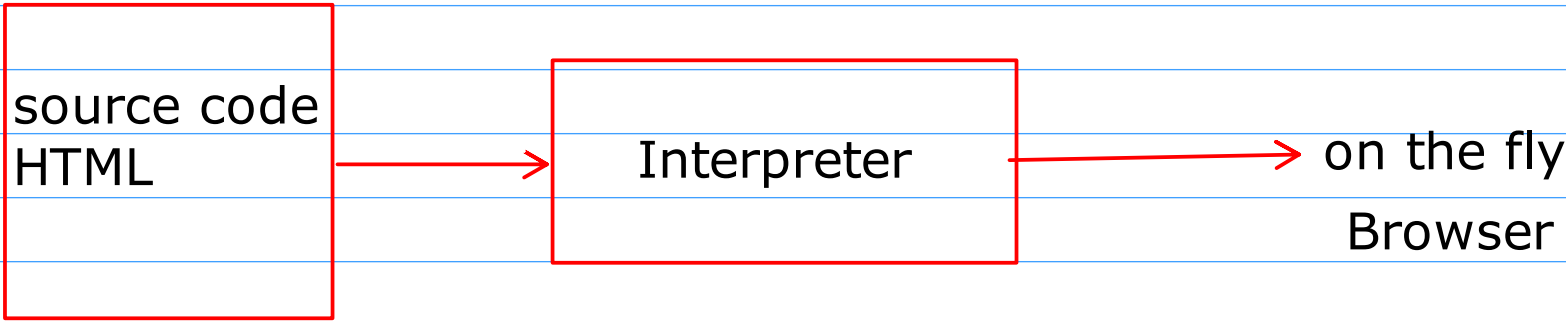 source code
HTML
Interpreter
on the fly
Browser